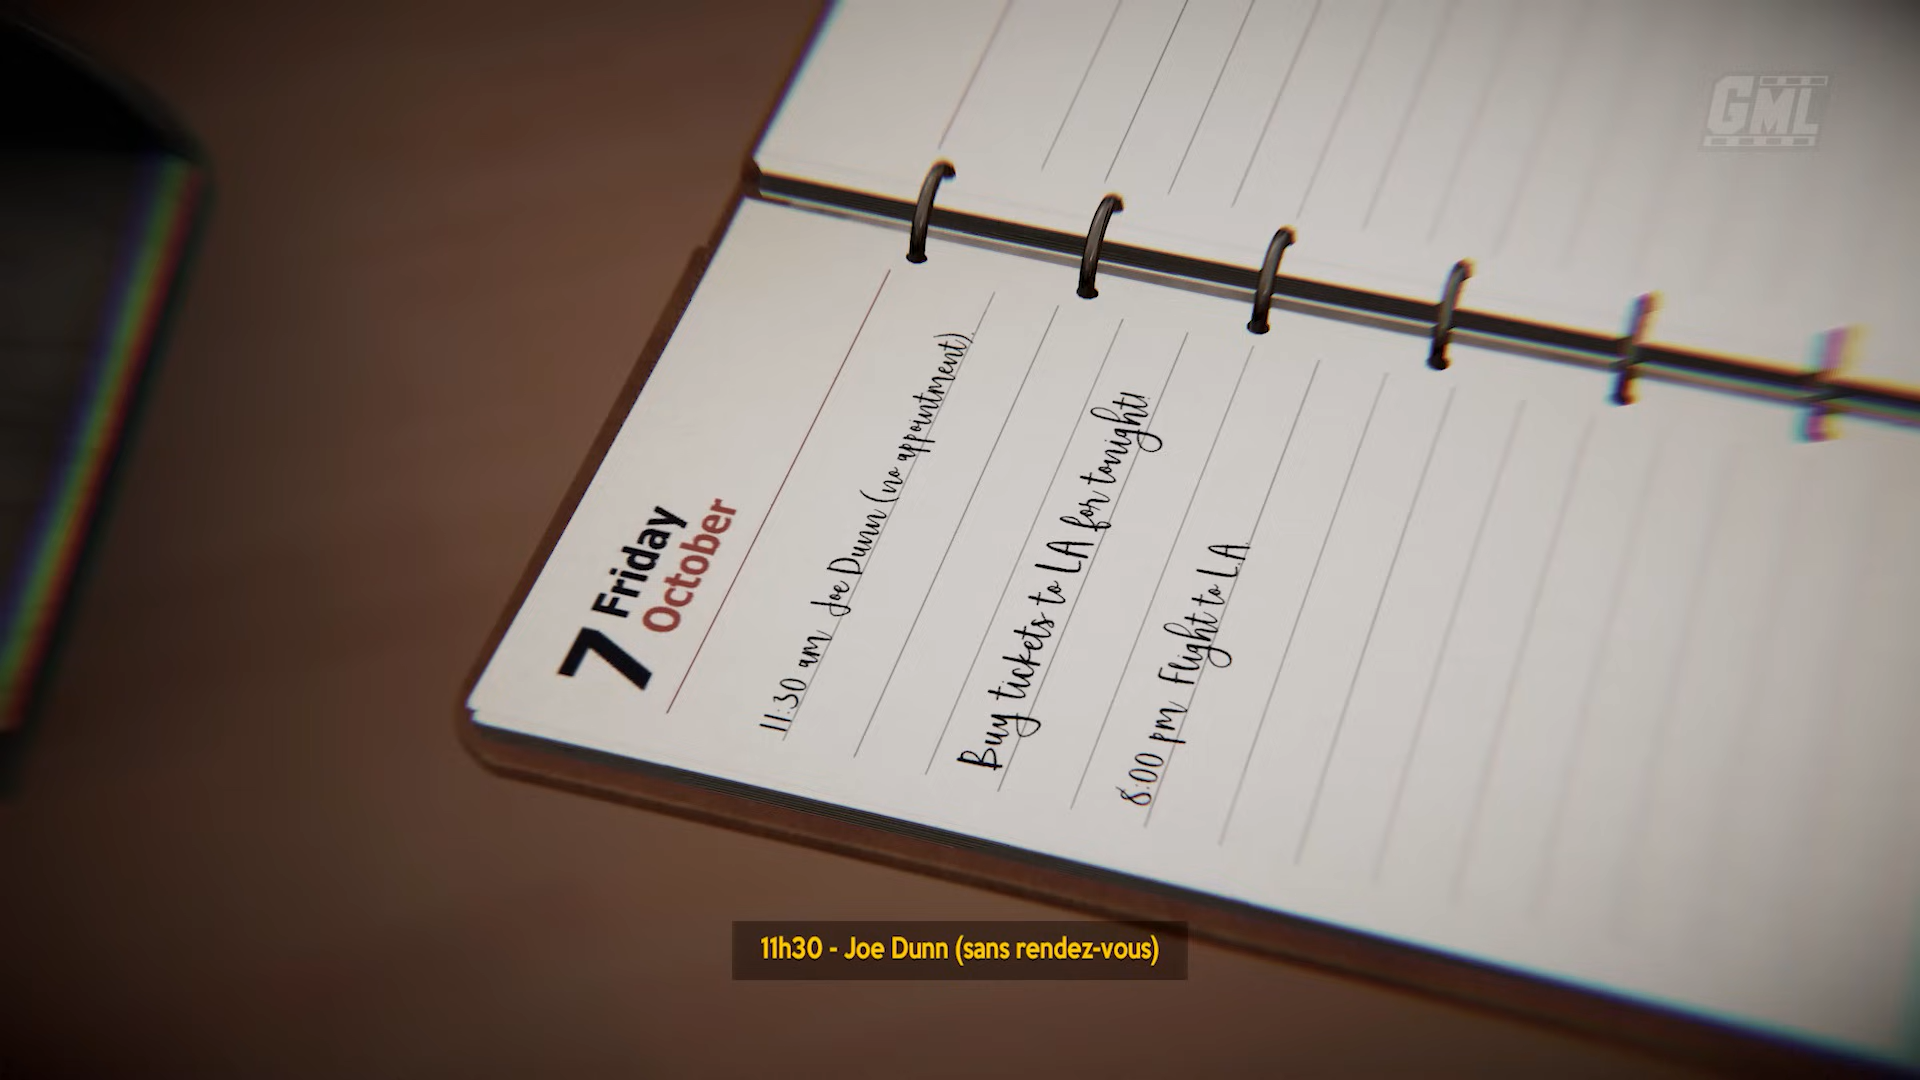 GML
7 Friday
October
11:30 am Joe Dunn (no appointment).
Buy tickets to LA for tonight!
8:00 pm Flight to L.A.
11h30 - Joe Dunn (sans rendez-vous)